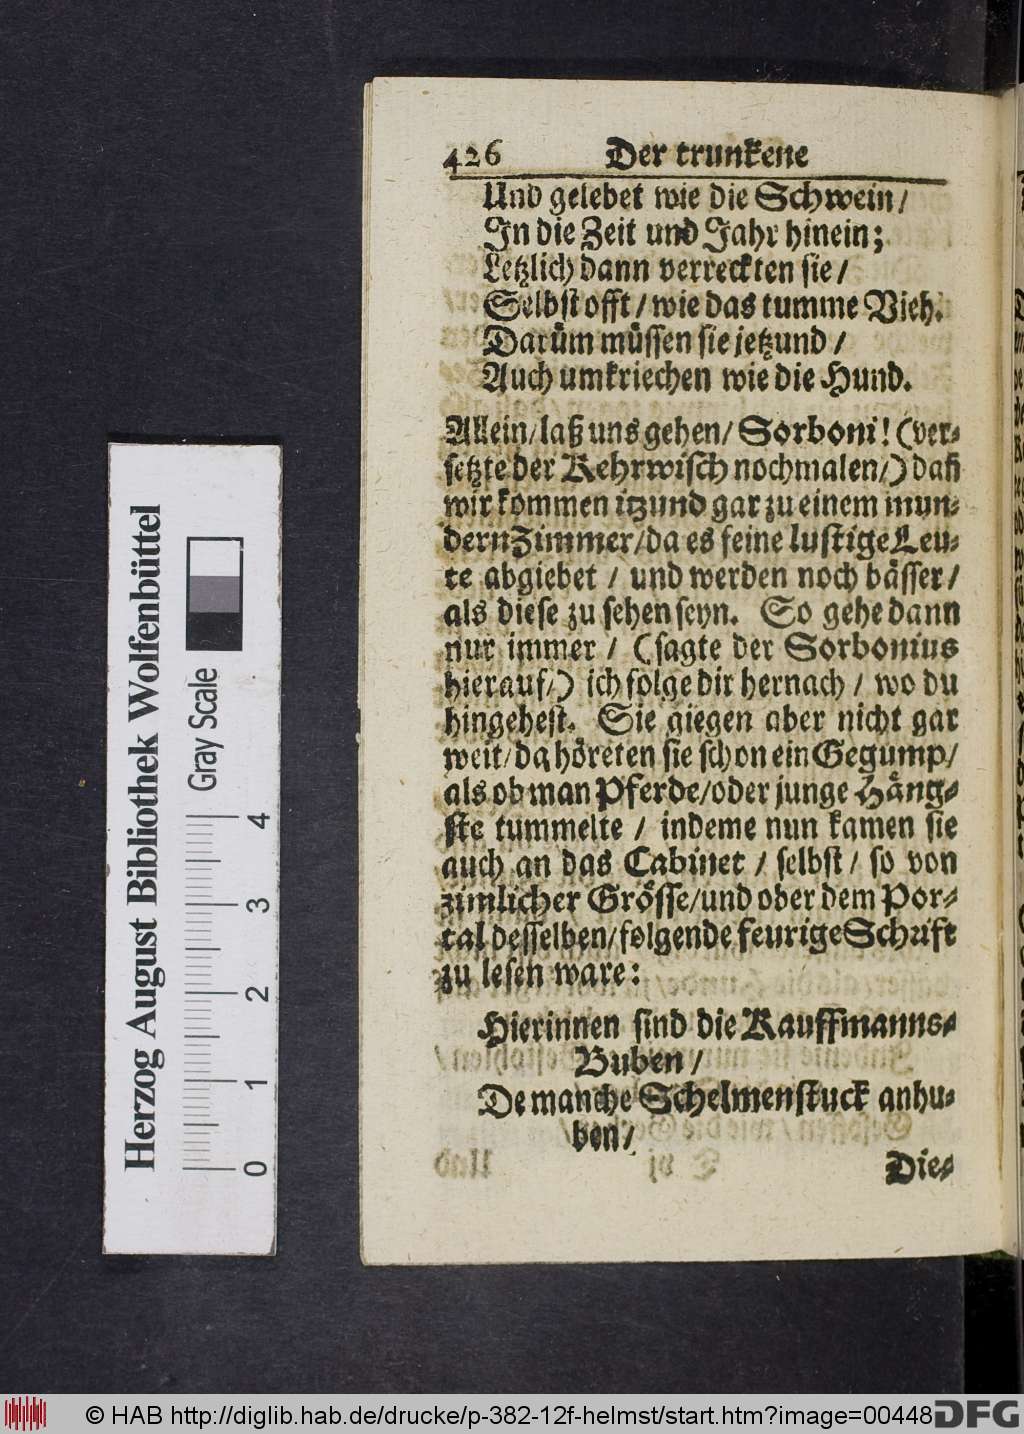 426 Der trunkene
Und gelebet wie die Schwein /
In die Zeit und Jahr hinein;
Letzlich dann verreckten sie /
Selbst offt / wie das tumme Vieh.
Darům můssen sie jetzund /
Auch umkriechen wie die Hund.
Allein / laß uns gehen / Sorboni! (ver-
setzte der Kehrwisch nochmalen /) dañ
wir kommen itzund gar zu einem mun-
dern Zimmer / da es feine lustige Leu-
te abgiebet / und werden noch båsser /
als diese zu sehen seyn. So gehe dann
nur immer / (sagte der Sorbonius
hierauf /) ich folge dir hernach / wo du
hingehest. Sie giegen aber nicht gar
weit / da höreten sie schon ein Gegump /
als ob man Pferde / oder junge Häng-
ste tummelte / indeme nun kamen sie
auch an das Cabinet / selbst / so von
zimlicher Grösse / und ober dem Por-
tal desselben / folgende feurige Schrift
zu lesen ware:
Hierinnen sind die Kauffmanns-
Buben /
De manche Schelmenstuck anhu-
ben /
Die-
Herzog August Bibliothek Wolfenbüttel
Gray Scale
0 1 2 3 4
© HAB http://diglib.hab.de/drucke/p-382-12f-helmst/start.htm?image=00448
DFG